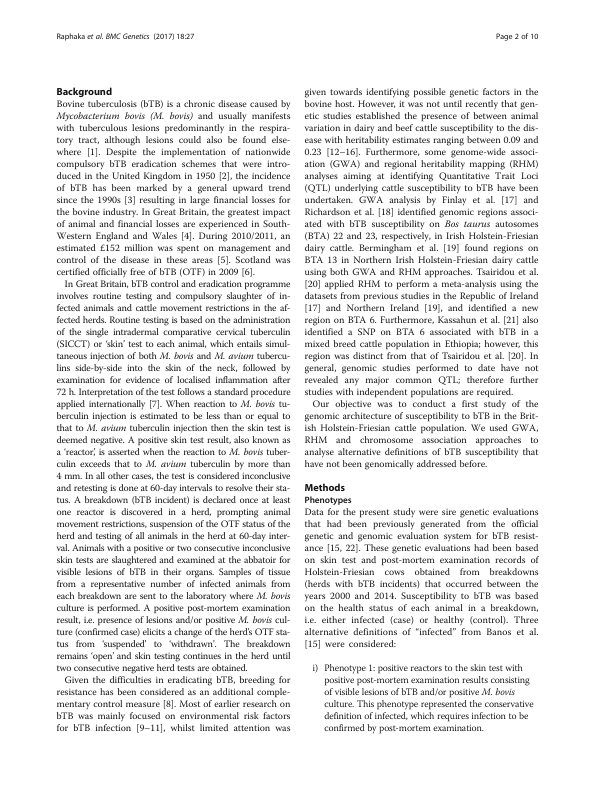 Raphaka et al. BMC Genetics (2017) 18:27
Page 2 of 10
Background
Bovine tuberculosis (bTB) is a chronic disease caused by
Mycobacterium bovis (M. bovis) and usually manifests
with tuberculous lesions predominantly in the respira-
tory tract, although lesions could also be found else-
where [1]. Despite the implementation of nationwide
compulsory bTB eradication schemes that were intro-
duced in the United Kingdom in 1950 [2], the incidence
of bTB has been marked by a general upward trend
since the 1990s [3] resulting in large financial losses for
the bovine industry. In Great Britain, the greatest impact
of animal and financial losses are experienced in South-
Western England and Wales [4]. During 2010/2011, an
estimated £152 million was spent on management and
control of the disease in these areas [5]. Scotland was
certified officially free of bTB (OTF) in 2009 [6].
In Great Britain, bTB control and eradication programme
involves routine testing and compulsory slaughter of in-
fected animals and cattle movement restrictions in the af-
fected herds. Routine testing is based on the administration
of the single intradermal comparative cervical tuberculin
(SICCT) or ‘skin’ test to each animal, which entails simul-
taneous injection of both M. bovis and M. avium tubercu-
lins side-by-side into the skin of the neck, followed by
examination for evidence of localised inflammation after
72 h. Interpretation of the test follows a standard procedure
applied internationally [7]. When reaction to M. bovis tu-
berculin injection is estimated to be less than or equal to
that to M. avium tuberculin injection then the skin test is
deemed negative. A positive skin test result, also known as
a ‘reactor’, is asserted when the reaction to M. bovis tuber-
culin exceeds that to M. avium tuberculin by more than
4 mm. In all other cases, the test is considered inconclusive
and retesting is done at 60-day intervals to resolve their sta-
tus. A breakdown (bTB incident) is declared once at least
one reactor is discovered in a herd, prompting animal
movement restrictions, suspension of the OTF status of the
herd and testing of all animals in the herd at 60-day inter-
val. Animals with a positive or two consecutive inconclusive
skin tests are slaughtered and examined at the abbatoir for
visible lesions of bTB in their organs. Samples of tissue
from a representative number of infected animals from
each breakdown are sent to the laboratory where M. bovis
culture is performed. A positive post-mortem examination
result, i.e. presence of lesions and/or positive M. bovis cul-
ture (confirmed case) elicits a change of the herd's OTF sta-
tus from ‘suspended’ to ‘withdrawn’. The breakdown
remains ‘open’ and skin testing continues in the herd until
two consecutive negative herd tests are obtained.
Given the difficulties in eradicating bTB, breeding for
resistance has been considered as an additional comple-
mentary control measure [8]. Most of earlier research on
bTB was mainly focused on environmental risk factors
for bTB infection [9–11], whilst limited attention was
given towards identifying possible genetic factors in the
bovine host. However, it was not until recently that gen-
etic studies established the presence of between animal
variation in dairy and beef cattle susceptibility to the dis-
ease with heritability estimates ranging between 0.09 and
0.23 [12–16]. Furthermore, some genome-wide associ-
ation (GWA) and regional heritability mapping (RHM)
analyses aiming at identifying Quantitative Trait Loci
(QTL) underlying cattle susceptibility to bTB have been
undertaken. GWA analysis by Finlay et al. [17] and
Richardson et al. [18] identified genomic regions associ-
ated with bTB susceptibility on Bos taurus autosomes
(BTA) 22 and 23, respectively, in Irish Holstein-Friesian
dairy cattle. Bermingham et al. [19] found regions on
BTA 13 in Northern Irish Holstein-Friesian dairy cattle
using both GWA and RHM approaches. Tsairidou et al.
[20] applied RHM to perform a meta-analysis using the
datasets from previous studies in the Republic of Ireland
[17] and Northern Ireland [19], and identified a new
region on BTA 6. Furthermore, Kassahun et al. [21] also
identified a SNP on BTA 6 associated with bTB in a
mixed breed cattle population in Ethiopia; however, this
region was distinct from that of Tsairidou et al. [20]. In
general, genomic studies performed to date have not
revealed any major common QTL; therefore further
studies with independent populations are required.
Our objective was to conduct a first study of the
genomic architecture of susceptibility to bTB in the Brit-
ish Holstein-Friesian cattle population. We used GWA,
RHM and chromosome association approaches to
analyse alternative definitions of bTB susceptibility that
have not been genomically addressed before.
Methods
Phenotypes
Data for the present study were sire genetic evaluations
that had been previously generated from the official
genetic and genomic evaluation system for bTB resist-
ance [15, 22]. These genetic evaluations had been based
on skin test and post-mortem examination records of
Holstein-Friesian cows obtained from breakdowns
(herds with bTB incidents) that occurred between the
years 2000 and 2014. Susceptibility to bTB was based
on the health status of each animal in a breakdown,
i.e. either infected (case) or healthy (control). Three
alternative definitions of “infected” from Banos et al.
[15] were considered:
i) Phenotype 1: positive reactors to the skin test with
positive post-mortem examination results consisting
of visible lesions of bTB and/or positive M. bovis
culture. This phenotype represented the conservative
definition of infected, which requires infection to be
confirmed by post-mortem examination.